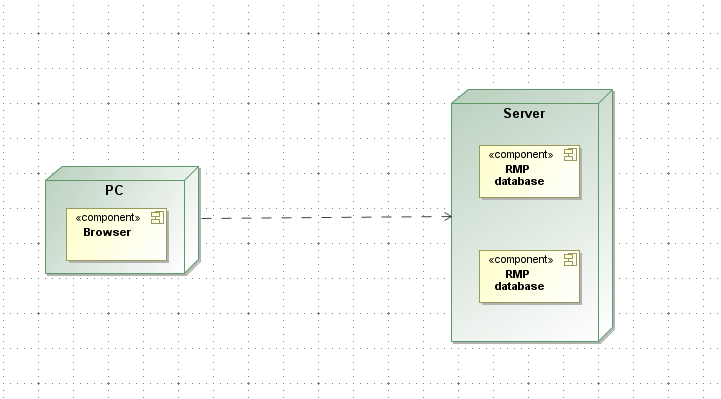 PC
«component»
Browser
Server
«component»
RMP
database
«component»
RMP
database